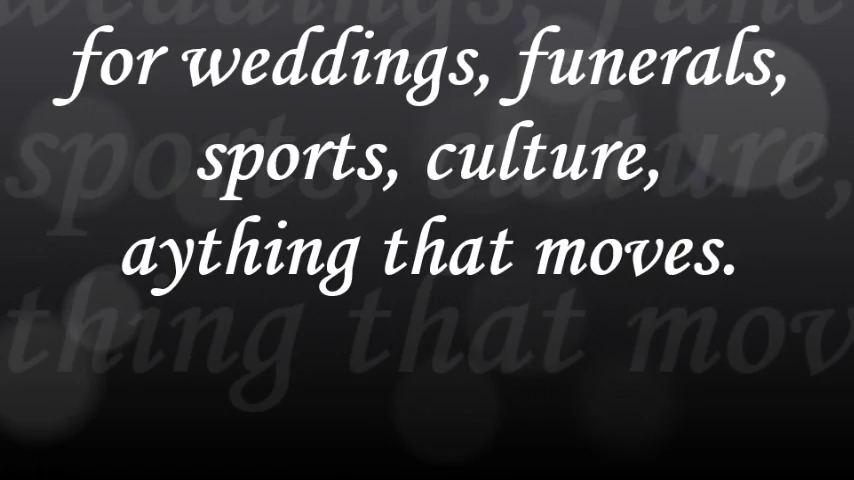 for weddings, funerals,
sports, culture,
aything that moves.